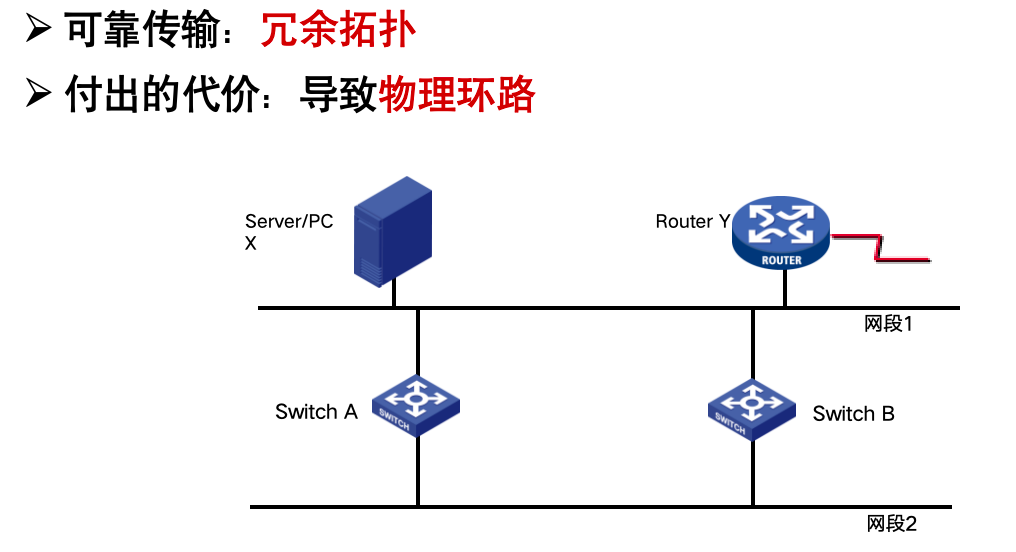 ➢ 可靠传输：冗余拓扑
➢ 付出的代价：导致物理环路
Server/PC
X
Router Y
ROUTER
网段1
Switch A
SWITCH
SWITCH
Switch B
网段2